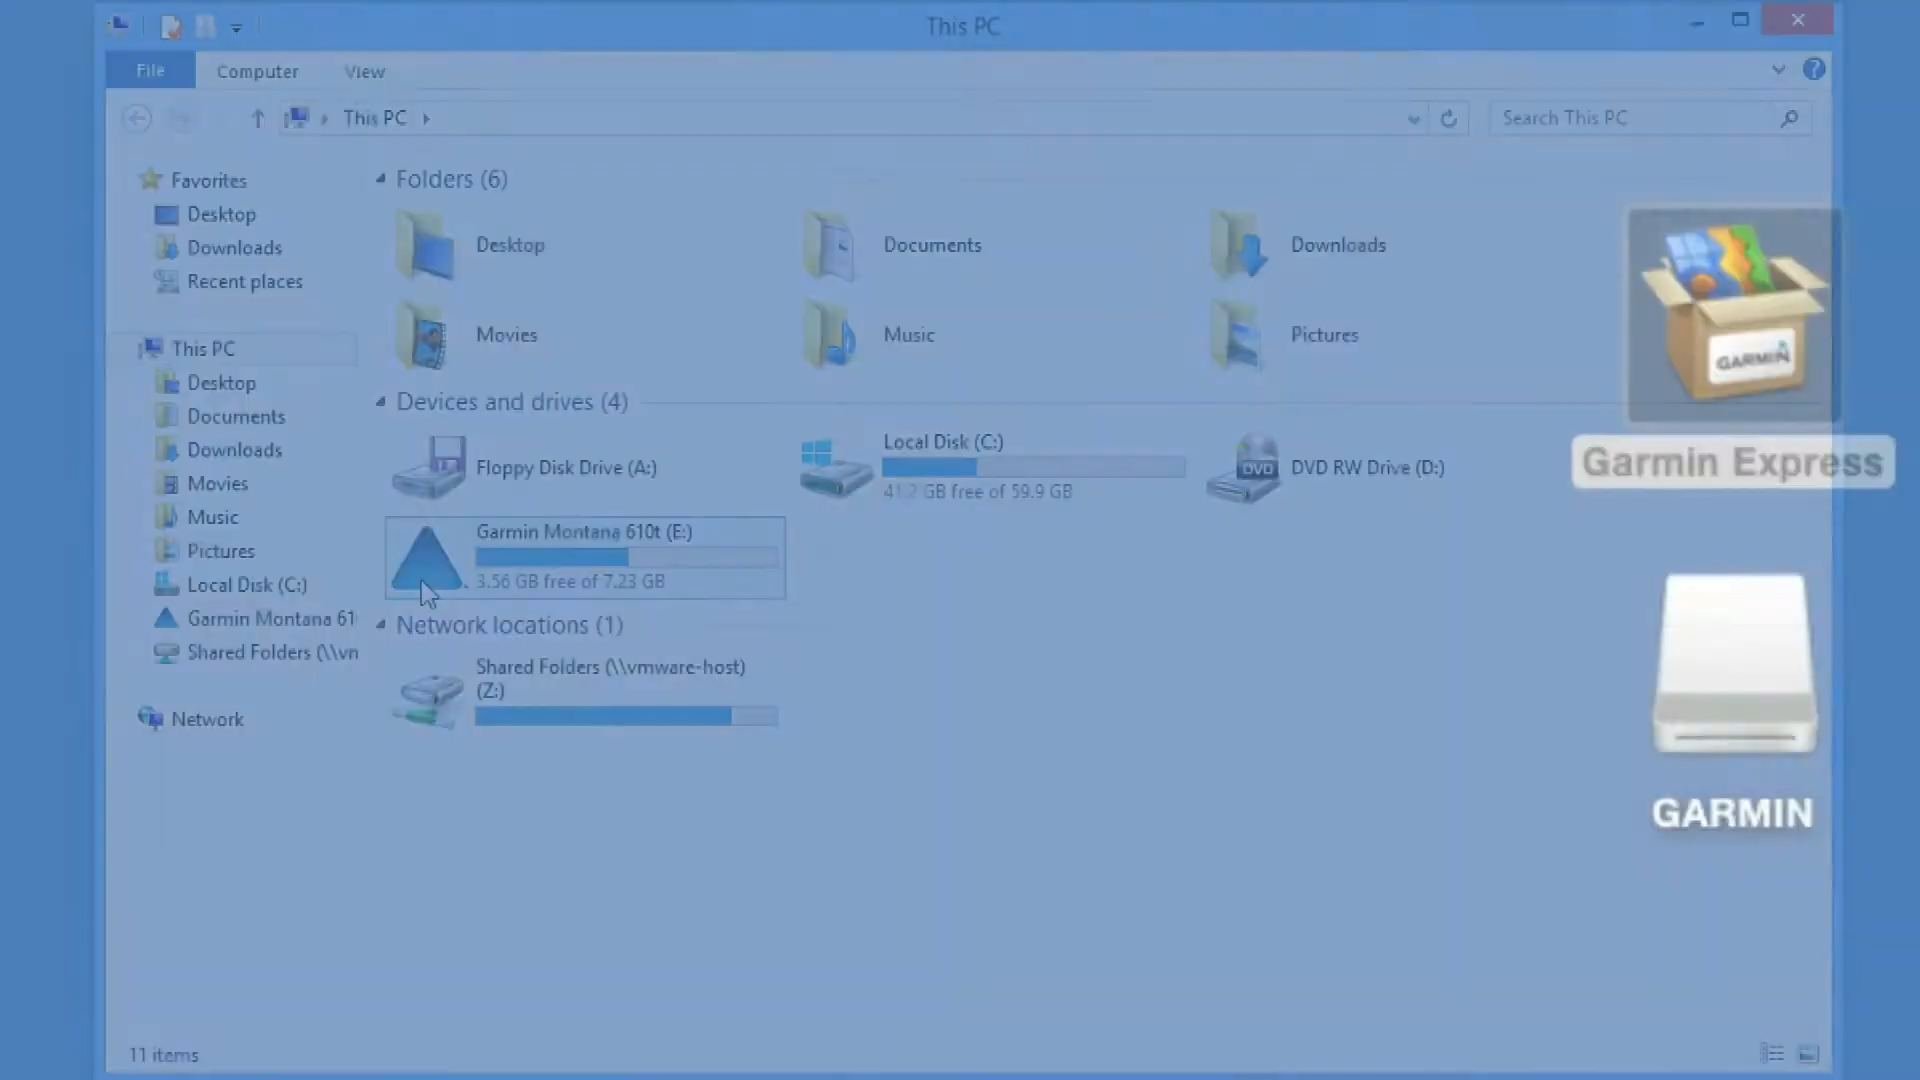 This PC
File
Computer
View
This PC
Search This PC
Favorites
Desktop
Downloads
Recent places
This PC
Desktop
Documents
Downloads
Movies
Music
Pictures
Local Disk (C:)
Garmin Montana 61
Shared Folders (\\vn
Network
Folders (6)
Desktop
Documents
Downloads
Movies
Music
Pictures
Devices and drives (4)
Floppy Disk Drive (A:)
Local Disk (C:)
41.2 GB free of 59.9 GB
DVD
DVD RW Drive (D:)
Garmin Montana 610t (E:)
3.56 GB free of 7.23 GB
Network locations (1)
Shared Folders (\\vmware-host)
(Z:)
GARMIN
Garmin Express
GARMIN
11 items